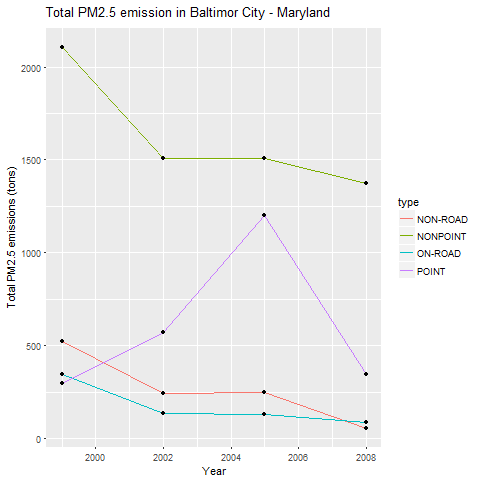 Total PM2.5 emission in Baltimor City - Maryland
Total PM2.5 emissions (tons)
2000
1500
1000
500
0
2000 2002 2004 2006 2008
Year
type
NON-ROAD
NONPOINT
ON-ROAD
POINT